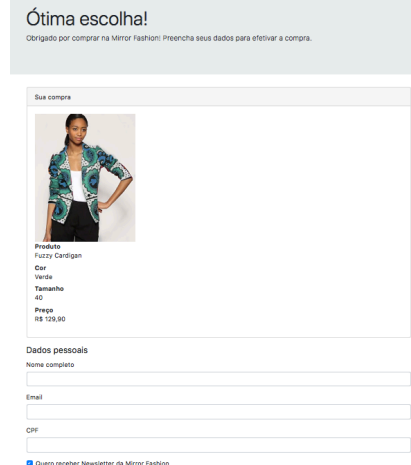 Ótima escolha!
Obrigado por comprar na Mirror Fashion! Preencha seus dados para efetivar a compra.
Sua compra
Produto
Fuzzy Cardigan
Cor
Verde
Tamanho
40
Preço
R$ 129,90
Dados pessoais
Nome completo
Email
CPF
Quero receber Newsletter da Mirror Fashion